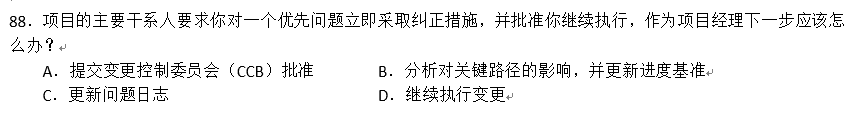 88．项目的主要干系人要求你对一个优先问题立即采取纠正措施，并批准你继续执行，作为项目经理下一步应该怎
么办？
A．提交变更控制委员会（CCB）批准 B．分析对关键路径的影响，并更新进度基准
C．更新问题日志 D．继续执行变更